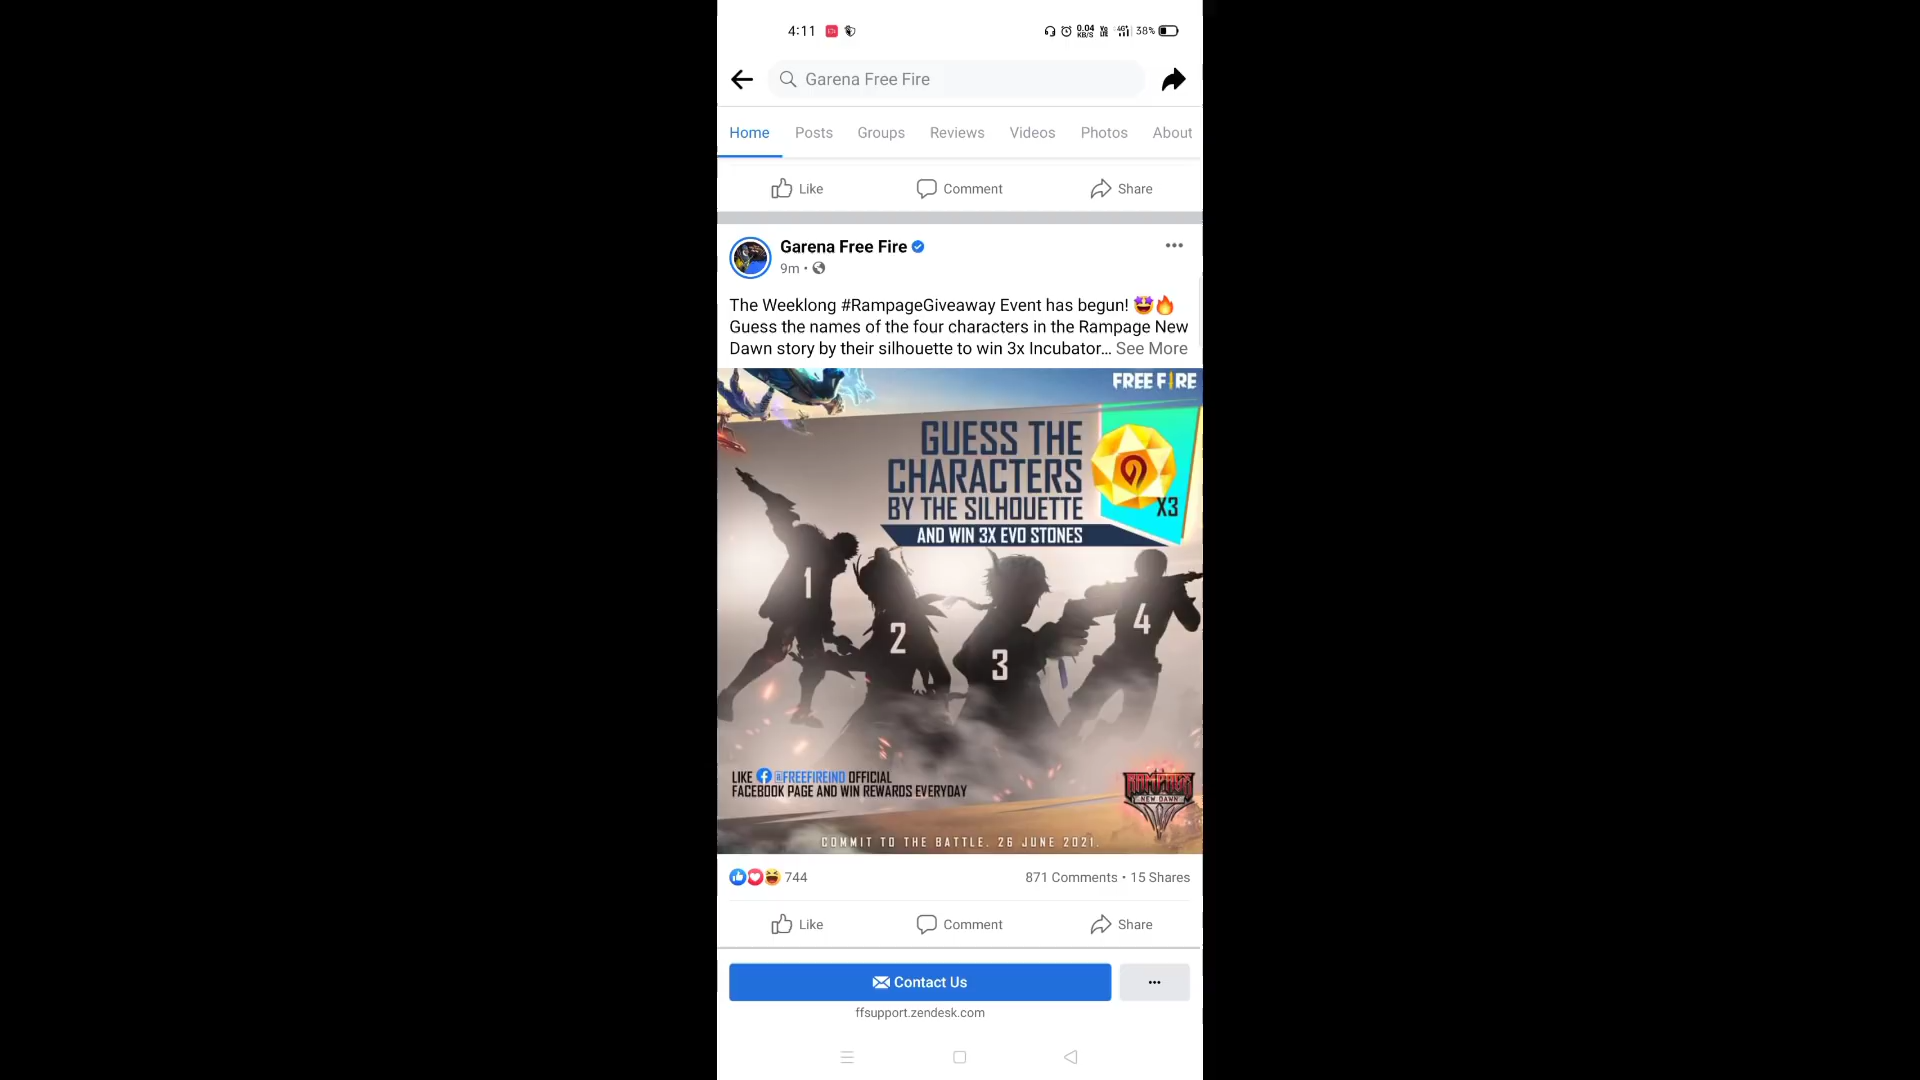 4:11
0.04 KB/S
4G+
38%
Garena Free Fire
Home
Posts
Groups
Reviews
Videos
Photos
About
Like
Comment
Share
Garena Free Fire
9m •
The Weeklong #RampageGiveaway Event has begun! 🤩🔥
Guess the names of the four characters in the Rampage New
Dawn story by their silhouette to win 3x Incubator... See More
FREE FIRE
GUESS THE
CHARACTERS
BY THE SILHOUETTE
AND WIN 3X EVO STONES
X3
1
2
3
4
LIKE @FREEFIREIND OFFICIAL
FACEBOOK PAGE AND WIN REWARDS EVERYDAY
RAMPAGE
NEW DAWN
COMMIT TO THE BATTLE. 26 JUNE 2021.
744
871 Comments • 15 Shares
Like
Comment
Share
Contact Us
ffsupport.zendesk.com